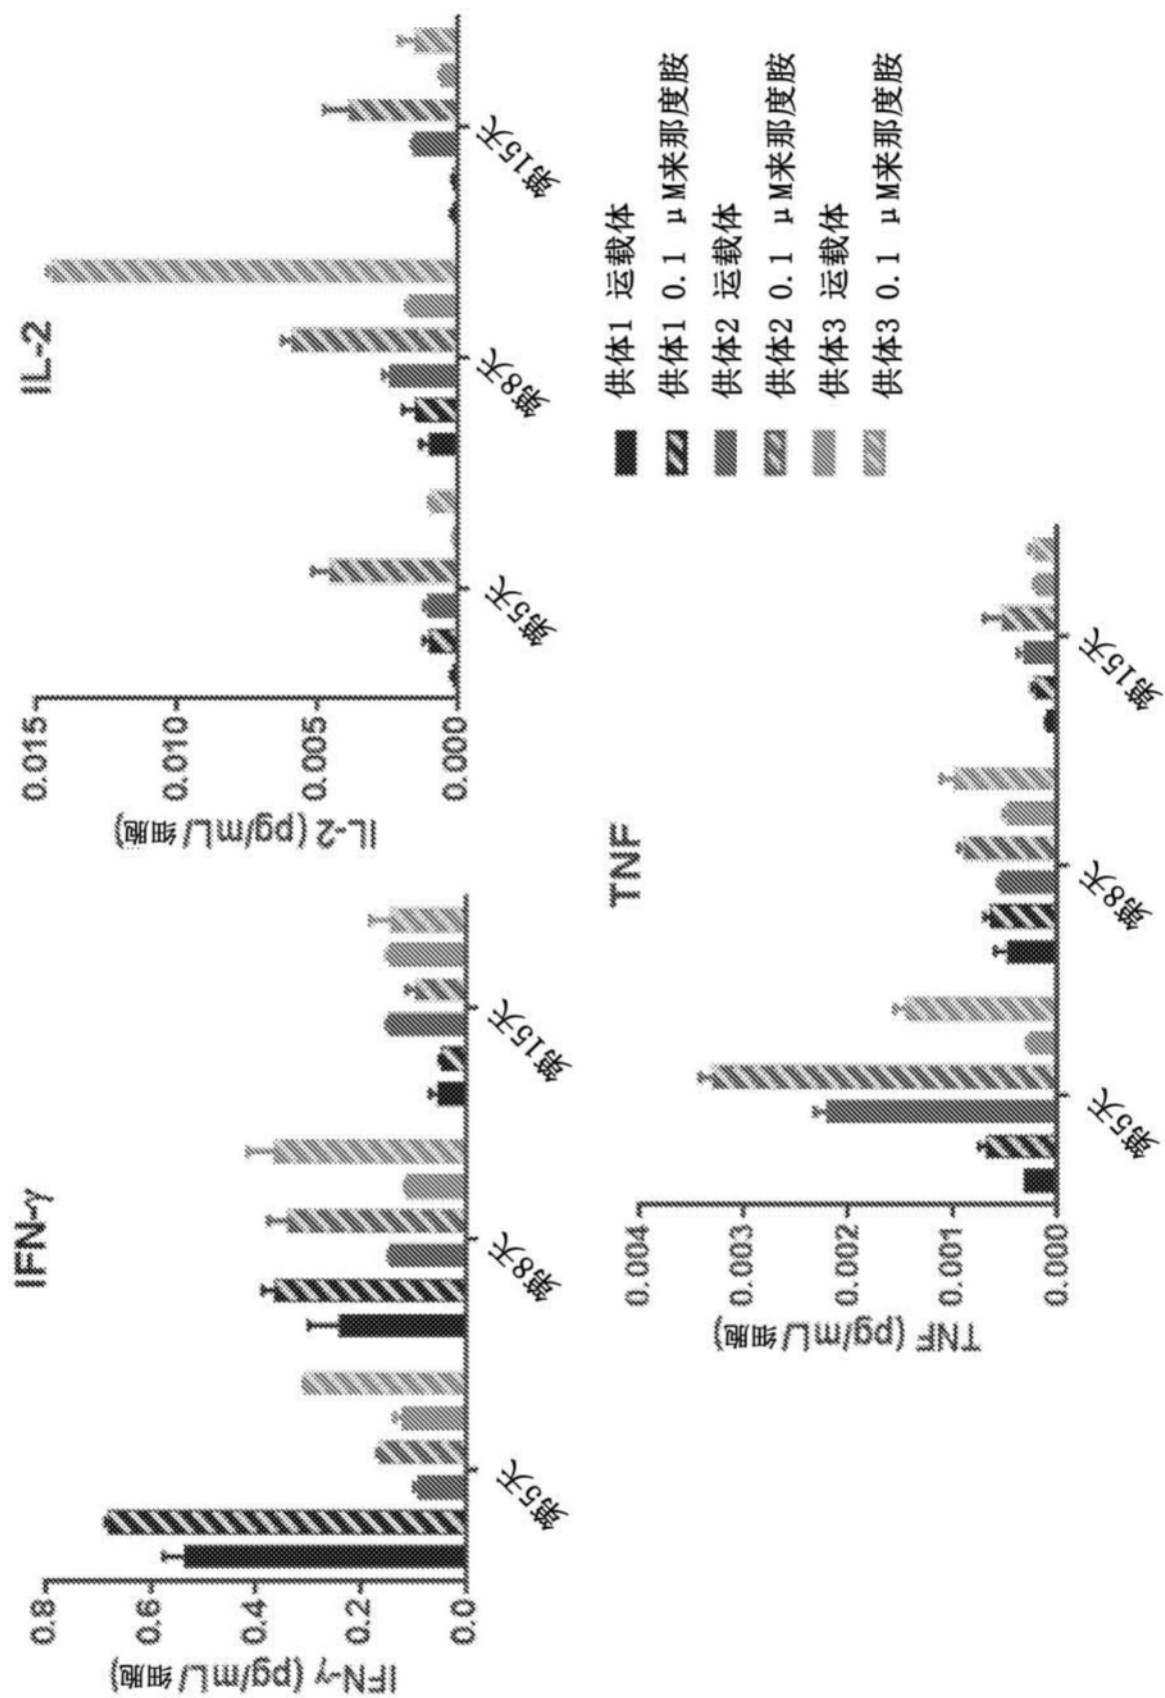 IFN-γ
IFN-γ (pg/mL/细胞)
0.8
0.6
0.4
0.2
0.0
第5天
第8天
第15天
IL-2
IL-2 (pg/mL/细胞)
0.015
0.010
0.005
0.000
第5天
第8天
第15天
TNF
TNF (pg/mL/细胞)
0.004
0.003
0.002
0.001
0.000
第5天
第8天
第15天
供体1 运载体
供体1 0.1 μM来那度胺
供体2 运载体
供体2 0.1 μM来那度胺
供体3 运载体
供体3 0.1 μM来那度胺